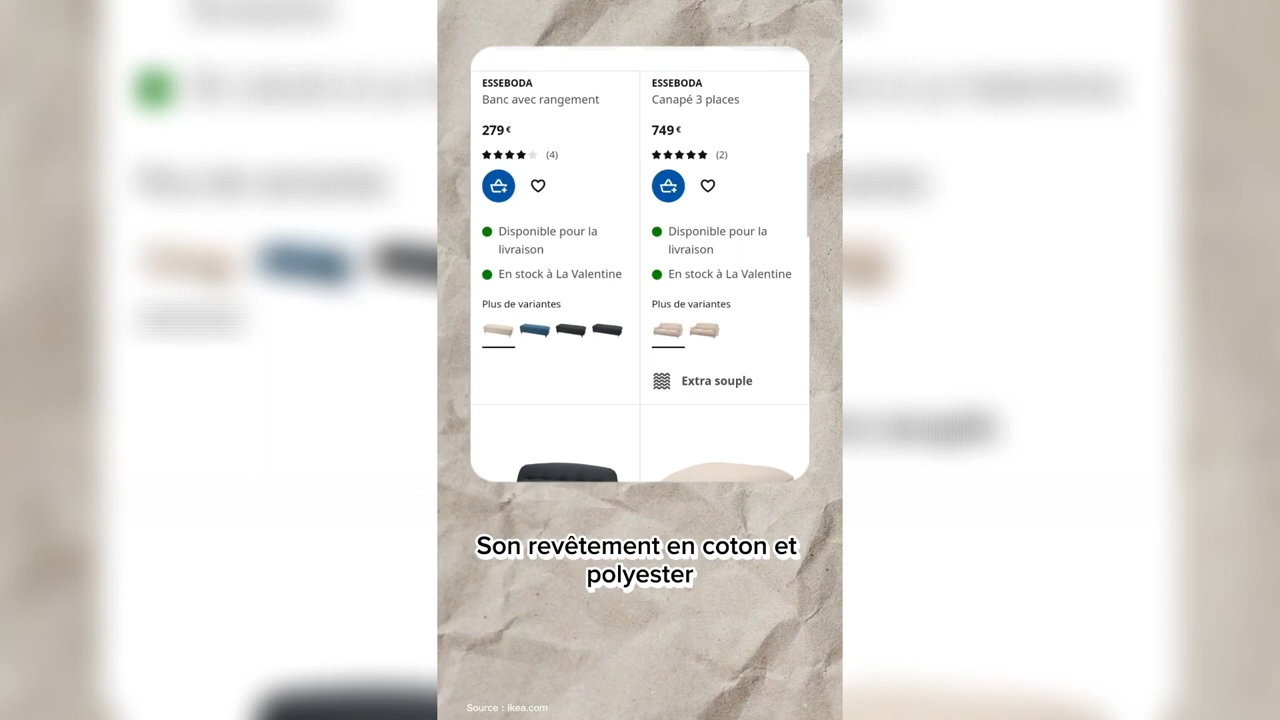 ESSEBODA
Banc avec rangement
279€
(4)
Disponible pour la
livraison
En stock à La Valentine
Plus de variantes
ESSEBODA
Canapé 3 places
749€
(2)
Disponible pour la
livraison
En stock à La Valentine
Plus de variantes
Extra souple
Son revêtement en coton et
polyester
Source : ikea.com